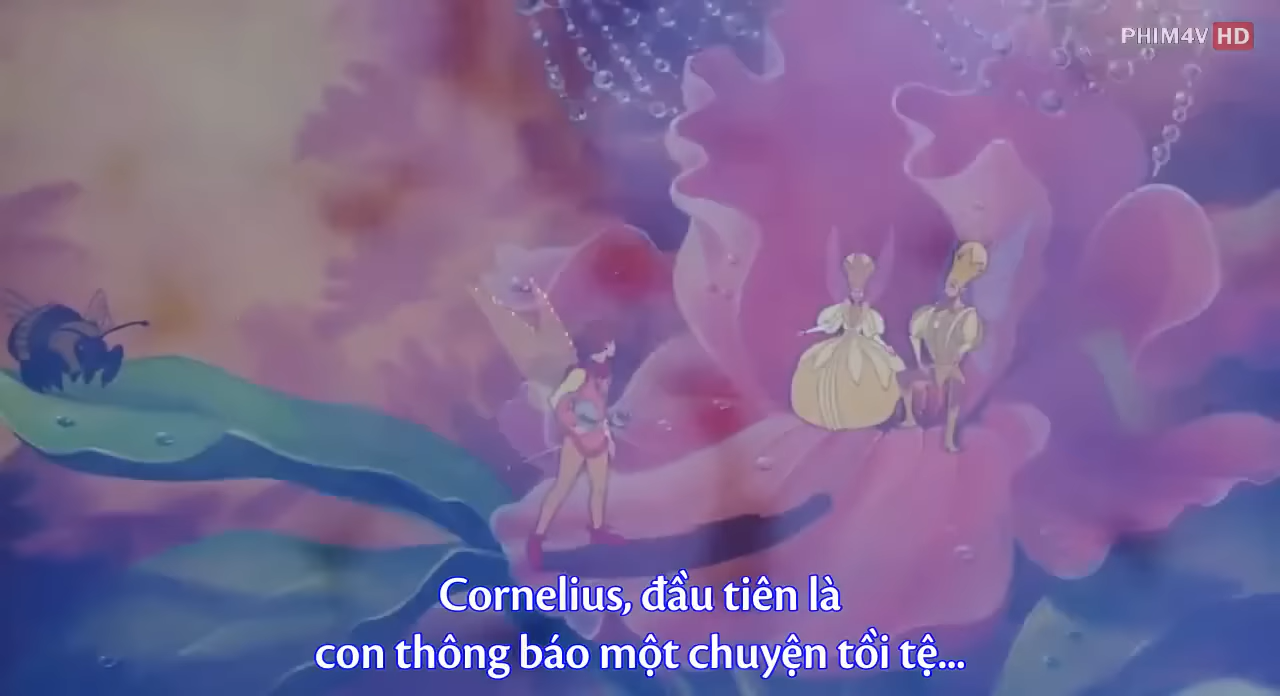 PHIM4V HD
Cornelius, đầu tiên là
con thông báo một chuyện tồi tệ...